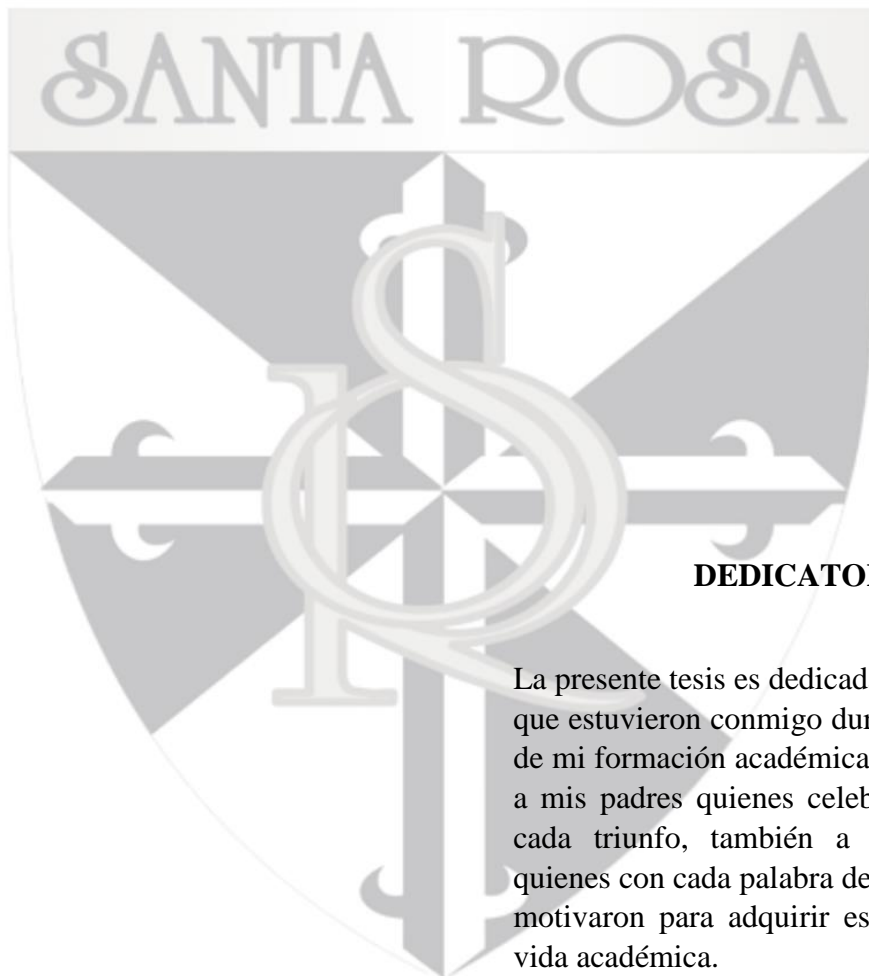 SANTA ROSA
SR
DEDICATO
La presente tesis es dedicad
que estuvieron conmigo dur
de mi formación académica
a mis padres quienes celeb
cada triunfo, también a
quienes con cada palabra de
motivaron para adquirir es
vida académica.